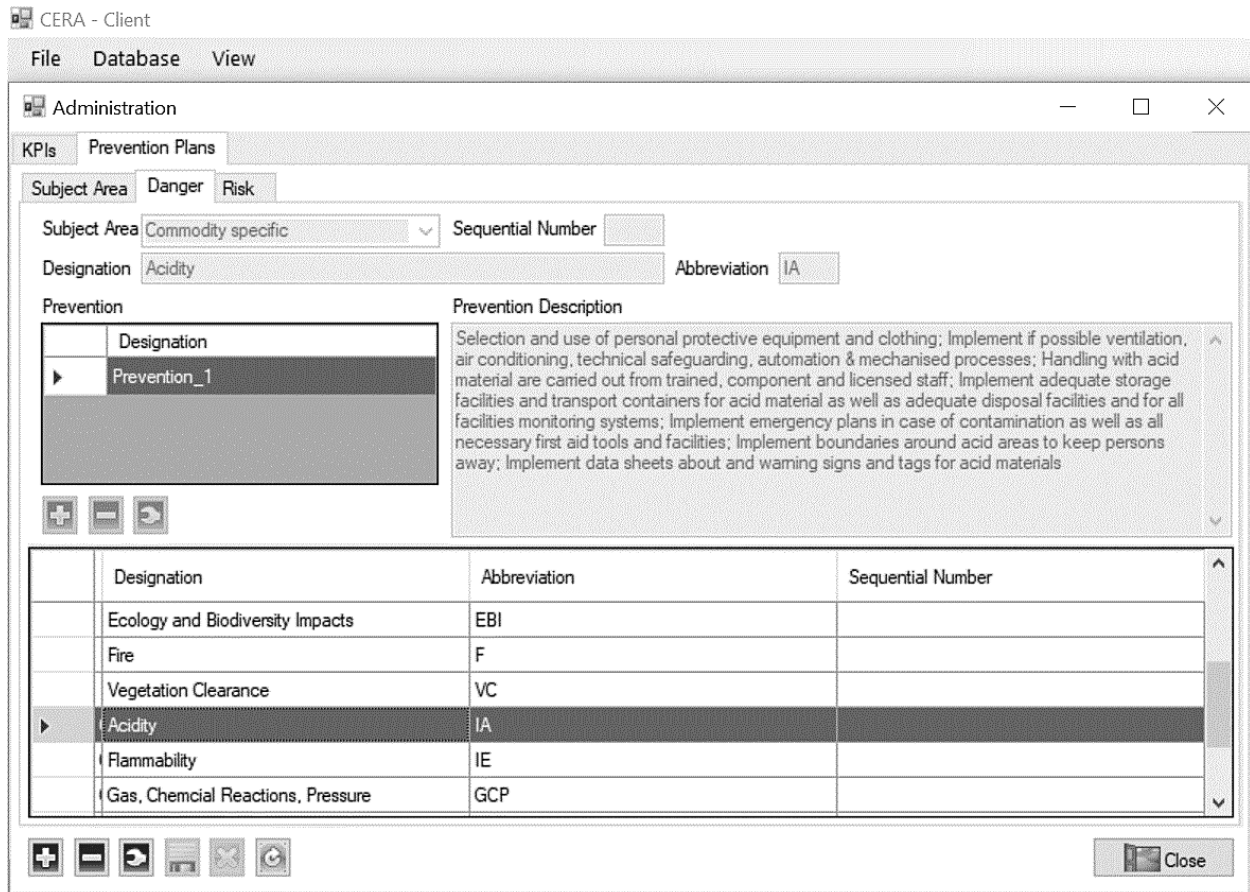 CERA - Client
File Database View
Administration
KPIs Prevention Plans
Subject Area Danger Risk
Subject Area Commodity specific Sequential Number
Designation Acidity Abbreviation IA
Prevention Prevention Description
Designation
Prevention_1
Selection and use of personal protective equipment and clothing; Implement if possible ventilation,
air conditioning, technical safeguarding, automation & mechanised processes; Handling with acid
material are carried out from trained, component and licensed staff; Implement adequate storage
facilities and transport containers for acid material as well as adequate disposal facilities and for all
facilities monitoring systems; Implement emergency plans in case of contamination as well as all
necessary first aid tools and facilities; Implement boundaries around acid areas to keep persons
away; Implement data sheets about and warning signs and tags for acid materials
Designation Abbreviation Sequential Number
Ecology and Biodiversity Impacts EBI
Fire F
Vegetation Clearance VC
Acidity IA
Flammability IE
Gas, Chemcial Reactions, Pressure GCP
Close